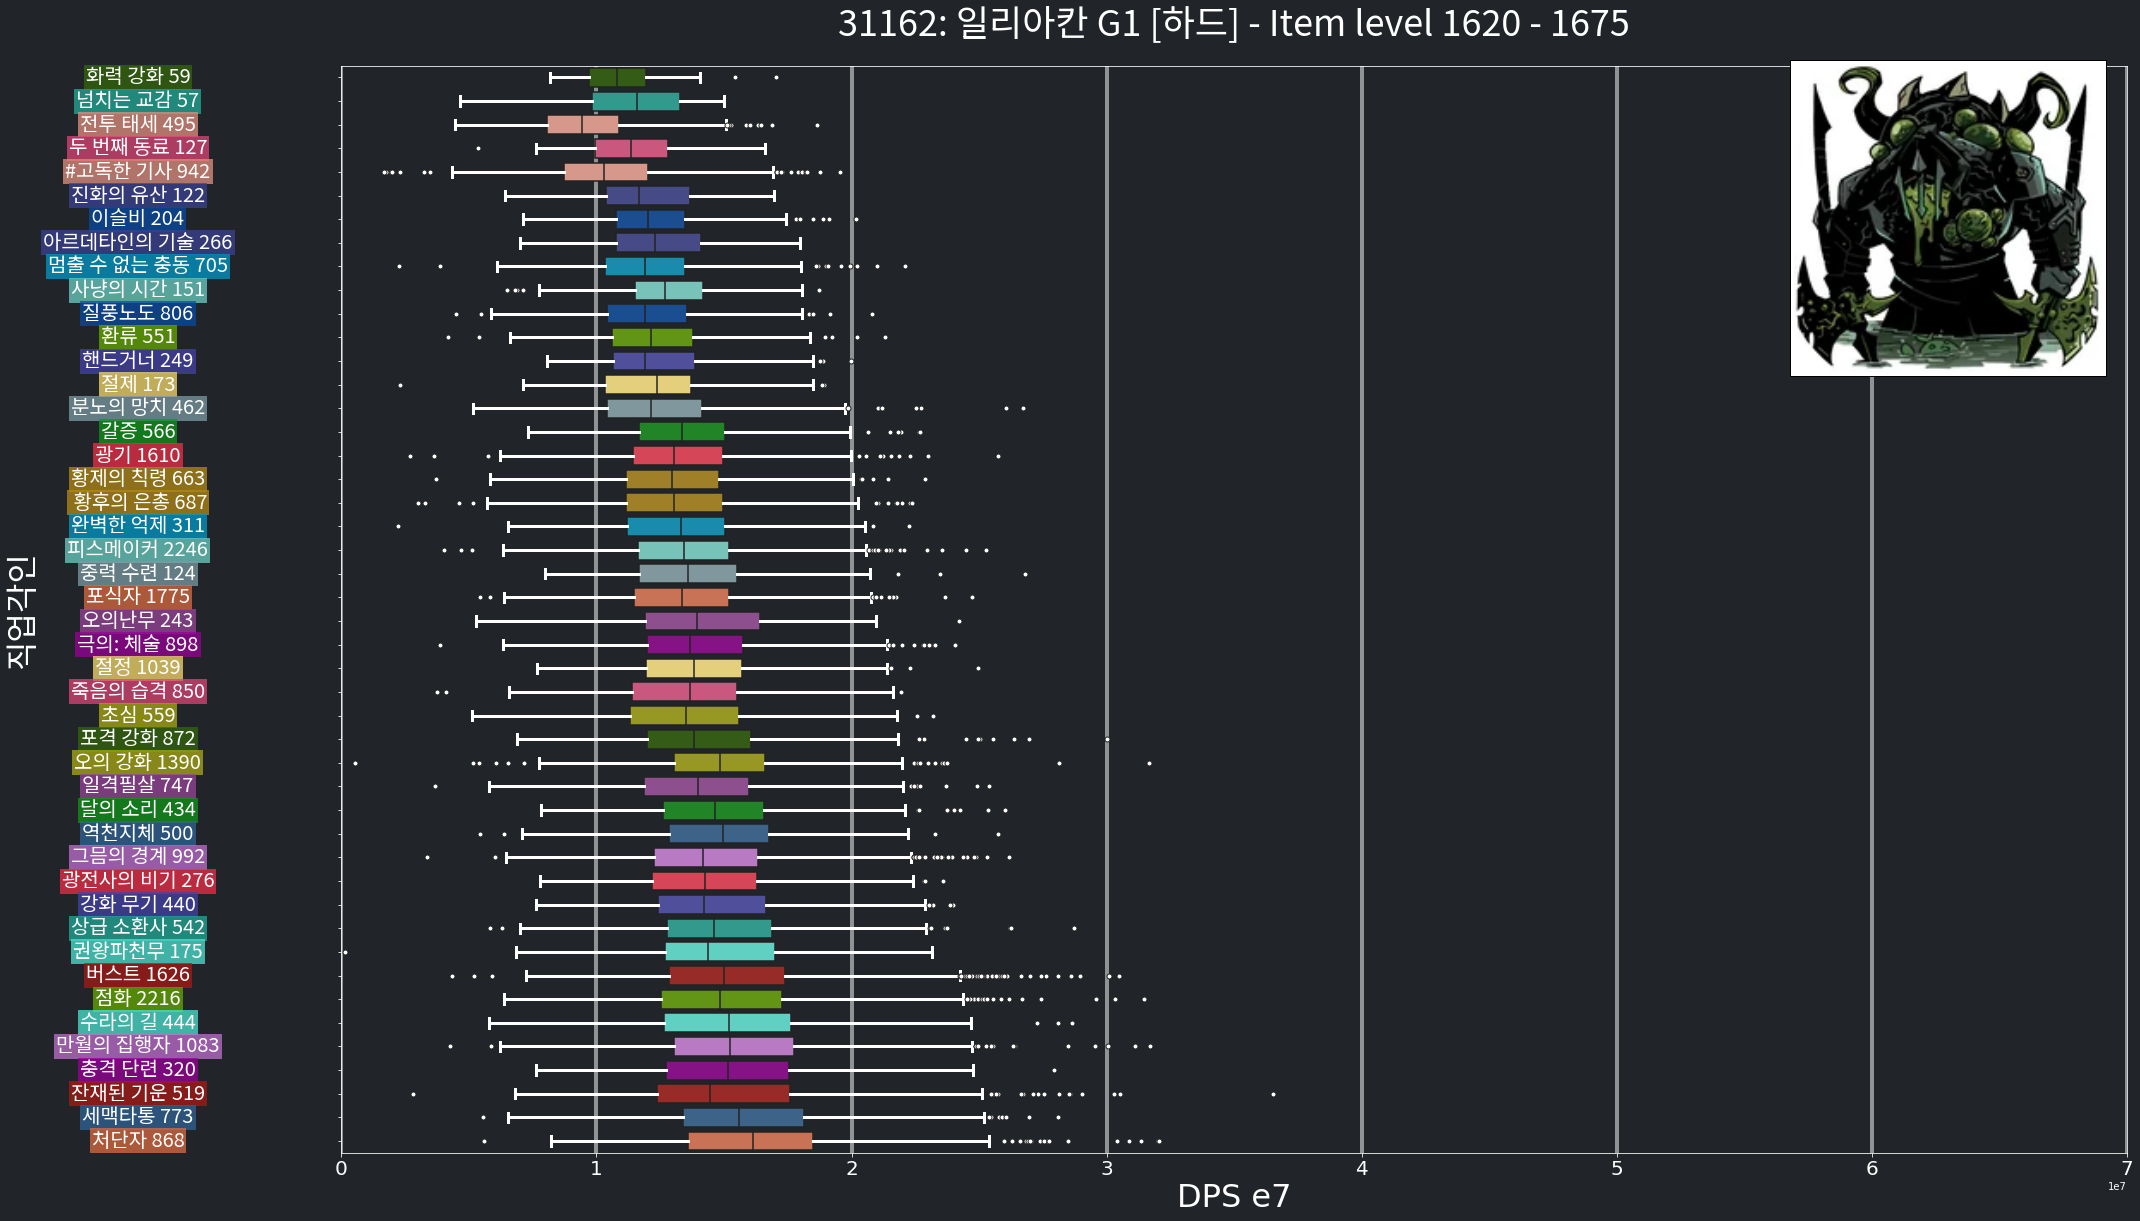 31162: 일리아칸 G1 [하드] - Item level 1620 - 1675
직업각인
화력 강화 59
넘치는 교감 57
전투 태세 495
두 번째 동료 127
#고독한 기사 942
진화의 유산 122
이슬비 204
아르데타인의 기술 266
멈출 수 없는 충동 705
사냥의 시간 151
질풍노도 806
환류 551
핸드거너 249
절제 173
분노의 망치 462
갈증 566
광기 1610
황제의 칙령 663
황후의 은총 687
완벽한 억제 311
피스메이커 2246
중력 수련 124
포식자 1775
오의난무 243
극의: 체술 898
절정 1039
죽음의 습격 850
초심 559
포격 강화 872
오의 강화 1390
일격필살 747
달의 소리 434
역천지체 500
그믐의 경계 992
광전사의 비기 276
강화 무기 440
상급 소환사 542
권왕파천무 175
버스트 1626
점화 2216
수라의 길 444
만월의 집행자 1083
충격 단련 320
잔재된 기운 519
세맥타통 773
처단자 868
0 1 2 3 4 5 6 7
1e7
DPS e7